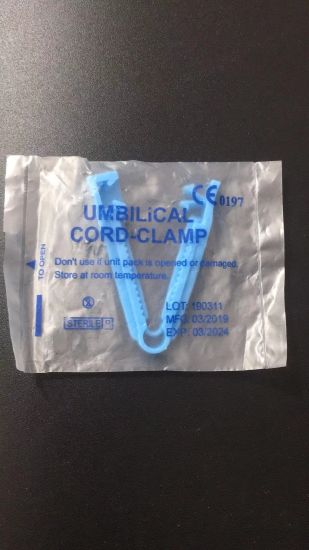 CE 0197
UMBILiCAL
CORD-CLAMP
Don't use if unit pack is opened or damaged.
Store at room temperature.
TO OPEN
2
STERILE
LOT: 190311
MFG: 03/2019
EXP: 03/2024